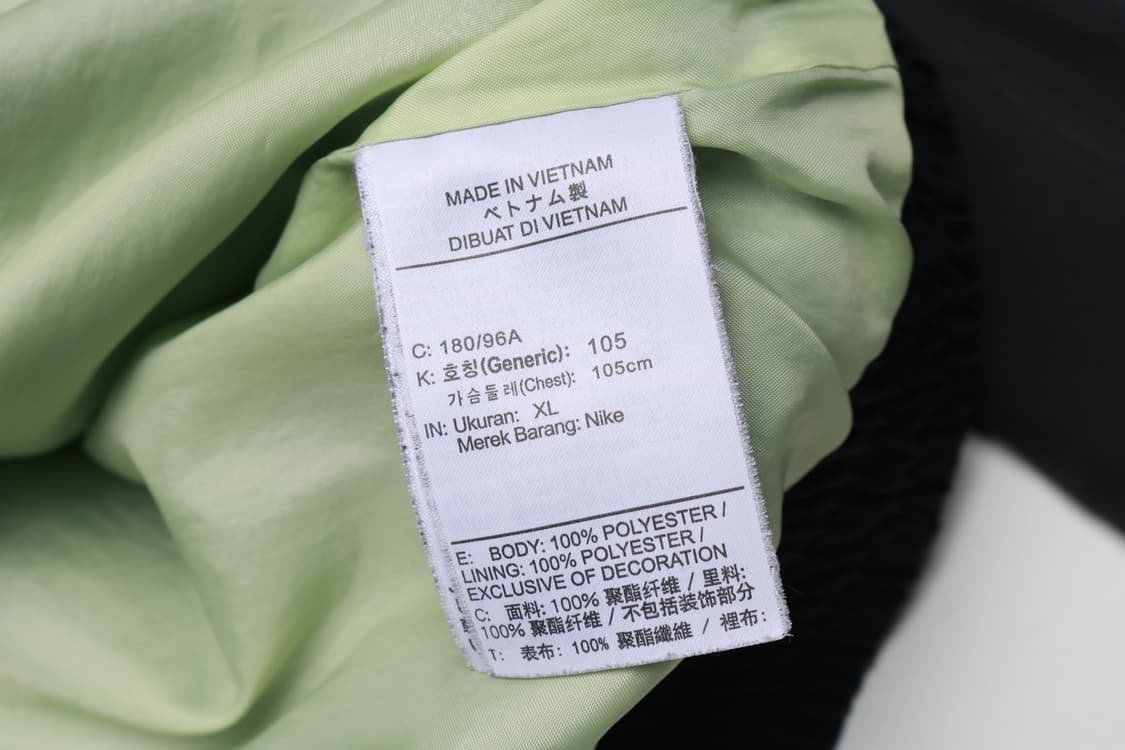 MADE IN VIETNAM
ベトナム製
DIBUAT DI VIETNAM
C: 180/96A
K: 호칭(Generic): 105
가슴둘레(Chest): 105cm
IN: Ukuran: XL
Merek Barang: Nike
E: BODY: 100% POLYESTER /
LINING: 100% POLYESTER /
EXCLUSIVE OF DECORATION
C: 面料: 100% 聚酯纤维 / 里料:
100% 聚酯纤维 / 不包括装饰部分
T: 表布: 100% 聚酯纖維 / 裡布: